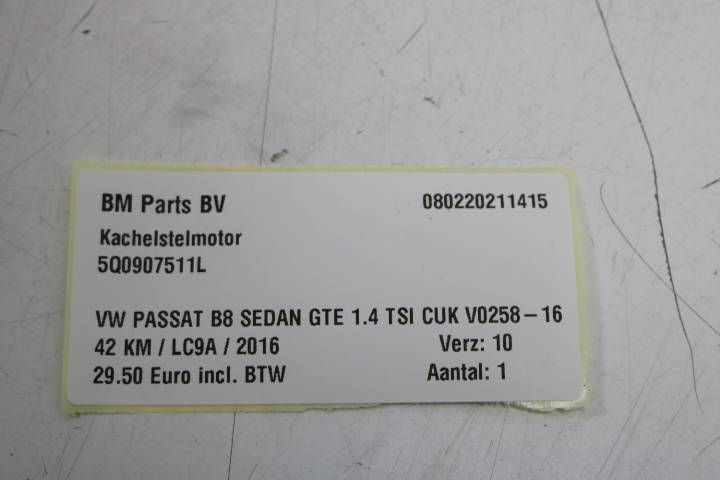 BM Parts BV 080220211415
Kachelstelmotor
5Q0907511L
VW PASSAT B8 SEDAN GTE 1.4 TSI CUK V0258-16
42 KM / LC9A / 2016 Verz: 10
29.50 Euro incl. BTW Aantal: 1